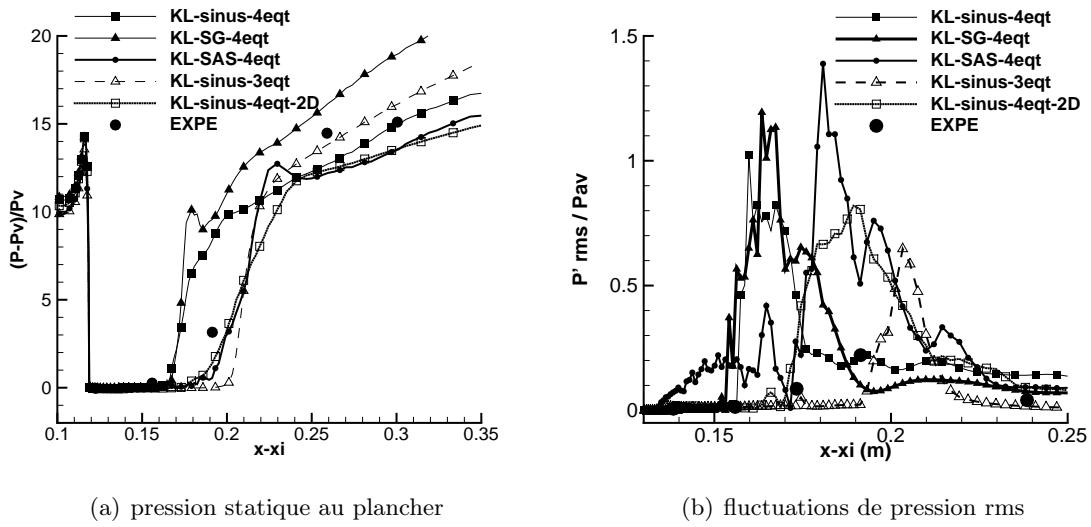 KL-sinus-4eqt
KL-SG-4eqt
KL-SAS-4eqt
KL-sinus-3eqt
KL-sinus-4eqt-2D
EXPE
(P-Pv)/Pv
20
15
10
5
0
0.1
0.15
0.2
0.25
0.3
0.35
x-xi
(a) pression statique au plancher
KL-sinus-4eqt
KL-SG-4eqt
KL-SAS-4eqt
KL-sinus-3eqt
KL-sinus-4eqt-2D
EXPE
P' rms / Pav
1.5
1
0.5
0
0.15
0.2
0.25
x-xi (m)
(b) fluctuations de pression rms